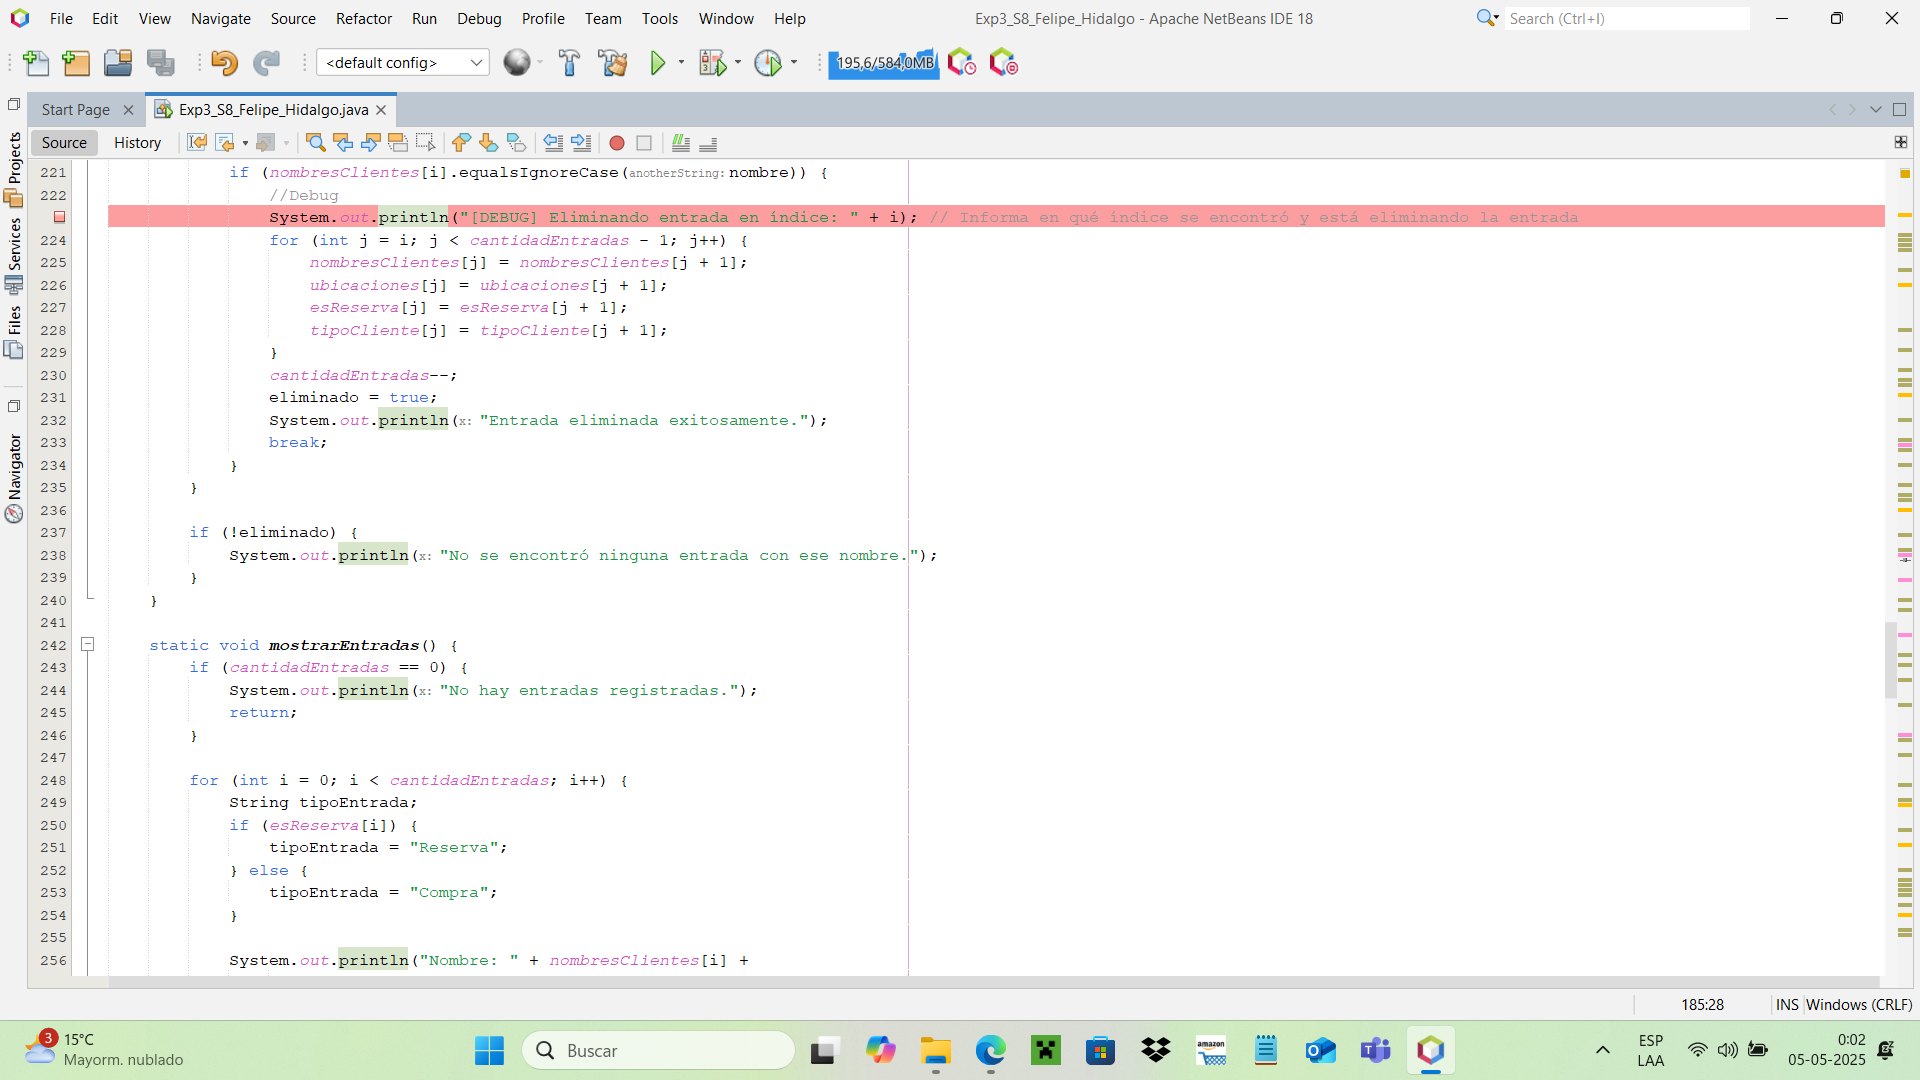 File Edit View Navigate Source Refactor Run Debug Profile Team Tools Window Help
Exp3_S8_Felipe_Hidalgo - Apache NetBeans IDE 18
Search (Ctrl+I)
<default config>
195,6/584,0MB
Start Page
Exp3_S8_Felipe_Hidalgo.java
Source History
Projects
Services
Files
Navigator
221 if (nombresClientes[i].equalsIgnoreCase(anotherString: nombre)) {
222 //Debug
System.out.println("[DEBUG] Eliminando entrada en índice: " + i); // Informa en qué índice se encontró y está eliminando la entrada
224 for (int j = i; j < cantidadEntradas - 1; j++) {
225 nombresClientes[j] = nombresClientes[j + 1];
226 ubicaciones[j] = ubicaciones[j + 1];
227 esReserva[j] = esReserva[j + 1];
228 tipoCliente[j] = tipoCliente[j + 1];
229 }
230 cantidadEntradas--;
231 eliminado = true;
232 System.out.println(x: "Entrada eliminada exitosamente.");
233 break;
234 }
235 }
236
237 if (!eliminado) {
238 System.out.println(x: "No se encontró ninguna entrada con ese nombre.");
239 }
240 }
241
242 static void mostrarEntradas() {
243 if (cantidadEntradas == 0) {
244 System.out.println(x: "No hay entradas registradas.");
245 return;
246 }
247
248 for (int i = 0; i < cantidadEntradas; i++) {
249 String tipoEntrada;
250 if (esReserva[i]) {
251 tipoEntrada = "Reserva";
252 } else {
253 tipoEntrada = "Compra";
254 }
255
256 System.out.println("Nombre: " + nombresClientes[i] +
185:28 INS Windows (CRLF)
3
15°C
Mayorm. nublado
Buscar
amazon
ESP
LAA
0:02
05-05-2025